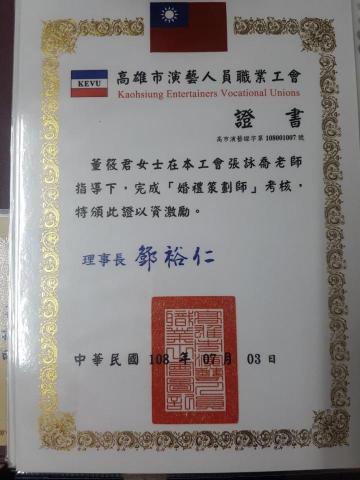 KEVU
高雄市演藝人員職業工會
Kaohsiung Entertainers Vocational Unions
證書
高市演藝證字第108001007號
董筱君女士在本工會張詠喬老師
指導下,完成「婚禮策劃師」考核,
特頒此證以資激勵。
理事長 鄧裕仁
中華民國 108 年 07 月 03 日